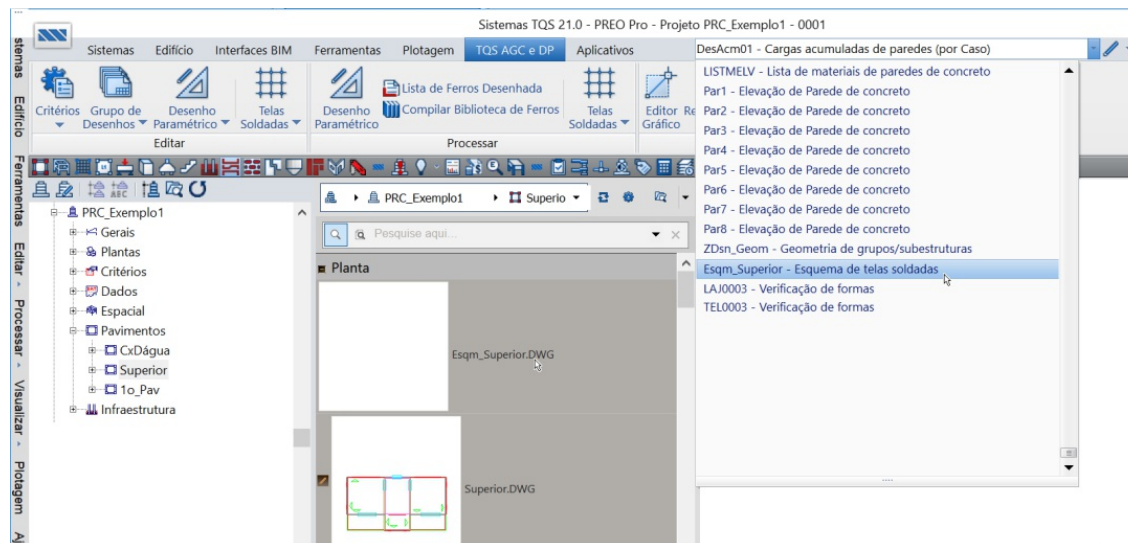 Sistemas TQS 21.0 - PREO Pro - Projeto PRC_Exemplo1 - 0001
Sistemas Edifício Interfaces BIM Ferramentas Plotagem TQS AGC e DP Aplicativos
DesAcm01 - Cargas acumuladas de paredes (por Caso)
Critérios
Grupo de Desenhos
Desenho Paramétrico
Telas Soldadas
Editar
Desenho Paramétrico
Lista de Ferros Desenhada
Compilar Biblioteca de Ferros
Telas Soldadas
Processar
Editor Gráfico
Re
LISTMELV - Lista de materiais de paredes de concreto
Par1 - Elevação de Parede de concreto
Par2 - Elevação de Parede de concreto
Par3 - Elevação de Parede de concreto
Par4 - Elevação de Parede de concreto
Par5 - Elevação de Parede de concreto
Par6 - Elevação de Parede de concreto
Par7 - Elevação de Parede de concreto
Par8 - Elevação de Parede de concreto
ZDsn_Geom - Geometria de grupos/subestruturas
Esqm_Superior - Esquema de telas soldadas
LAJ0003 - Verificação de formas
TEL0003 - Verificação de formas
stemas
Edifício
Ferramentas
Editar
Processar
Visualizar
Plotagem
Aj
PRC_Exemplo1
Gerais
Plantas
Critérios
Dados
Espacial
Pavimentos
CxDágua
Superior
1o_Pav
Infraestrutura
PRC_Exemplo1 Superio
Pesquise aqui...
Planta
Esqm_Superior.DWG
Superior.DWG